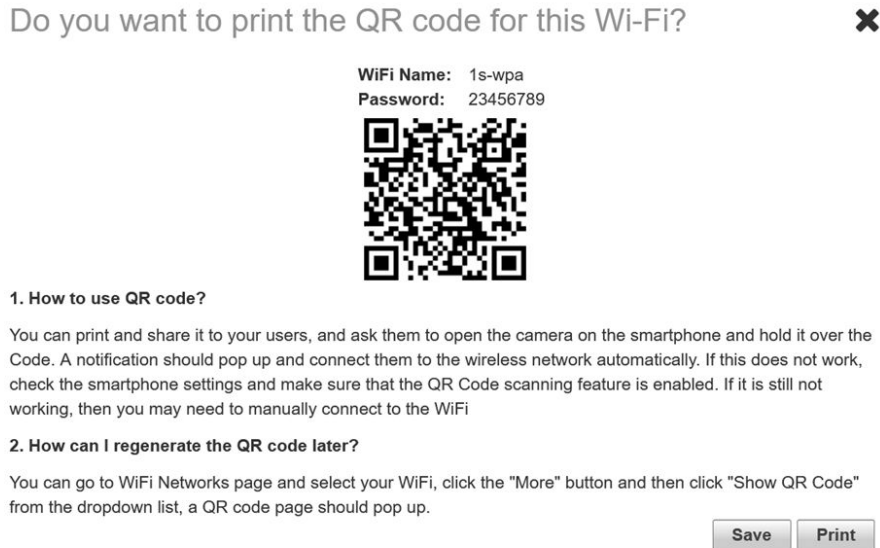 Do you want to print the QR code for this Wi-Fi?
WiFi Name: 1s-wpa
Password: 23456789
1. How to use QR code?
You can print and share it to your users, and ask them to open the camera on the smartphone and hold it over the
Code. A notification should pop up and connect them to the wireless network automatically. If this does not work,
check the smartphone settings and make sure that the QR Code scanning feature is enabled. If it is still not
working, then you may need to manually connect to the WiFi
2. How can I regenerate the QR code later?
You can go to WiFi Networks page and select your WiFi, click the "More" button and then click "Show QR Code"
from the dropdown list, a QR code page should pop up.
Save Print